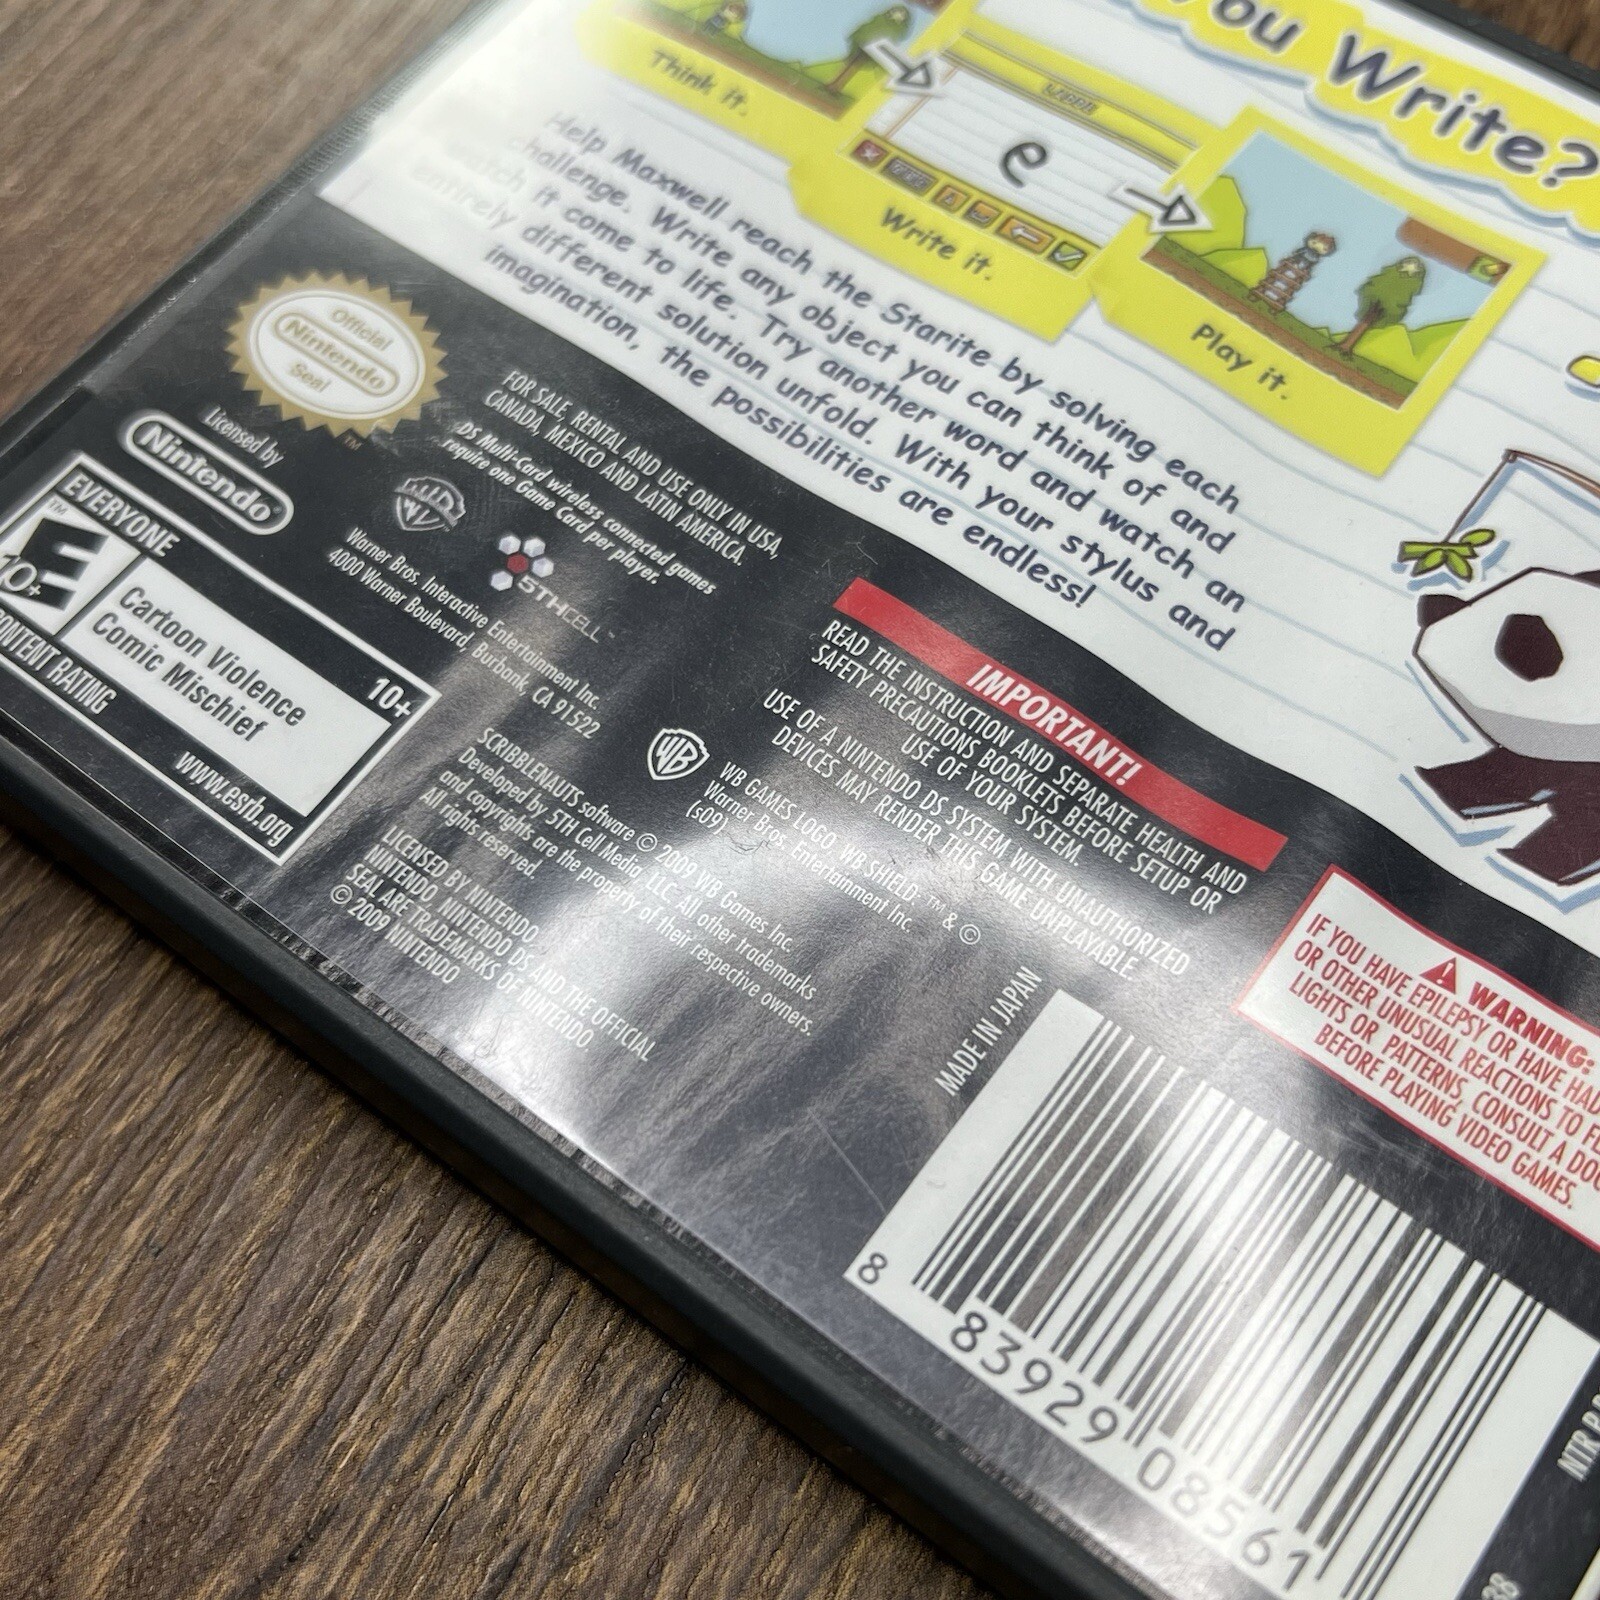 You Write?
Think it.
Write it.
e
Play it.
Help Maxwell reach the Starite by solving each
challenge. Write any object you can think of and
watch it come to life. Try another word and watch an
entirely different solution unfold. With your stylus and
imagination, the possibilities are endless!
Official
Nintendo
Seal
™
Licensed by
Nintendo
FOR SALE, RENTAL AND USE ONLY IN USA,
CANADA, MEXICO AND LATIN AMERICA.
DS Multi-Card wireless connected games
require one Game Card per player.
5TH CELL™
Warner Bros. Interactive Entertainment Inc.
4000 Warner Boulevard, Burbank, CA 91522
EVERYONE 10+
™
E
10+
Cartoon Violence
Comic Mischief
CONTENT RATING
www.esrb.org
WB
WB GAMES LOGO, WB SHIELD: ™ & ©
Warner Bros. Entertainment Inc.
(s09)
SCRIBBLENAUTS software © 2009 WB Games Inc.
Developed by 5TH Cell Media, LLC. All other trademarks
and copyrights are the property of their respective owners.
All rights reserved.
LICENSED BY NINTENDO.
NINTENDO, NINTENDO DS AND THE OFFICIAL
SEAL ARE TRADEMARKS OF NINTENDO.
© 2009 NINTENDO
IMPORTANT!
READ THE INSTRUCTION AND SEPARATE HEALTH AND
SAFETY PRECAUTIONS BOOKLETS BEFORE SETUP OR
USE OF YOUR SYSTEM.
USE OF A NINTENDO DS SYSTEM WITH UNAUTHORIZED
DEVICES MAY RENDER THIS GAME UNPLAYABLE.
WARNING:
IF YOU HAVE EPILEPSY OR HAVE HAD
OR OTHER UNUSUAL REACTIONS TO
LIGHTS OR PATTERNS, CONSULT A
BEFORE PLAYING VIDEO GAMES.
MADE IN JAPAN
8 83929 08561